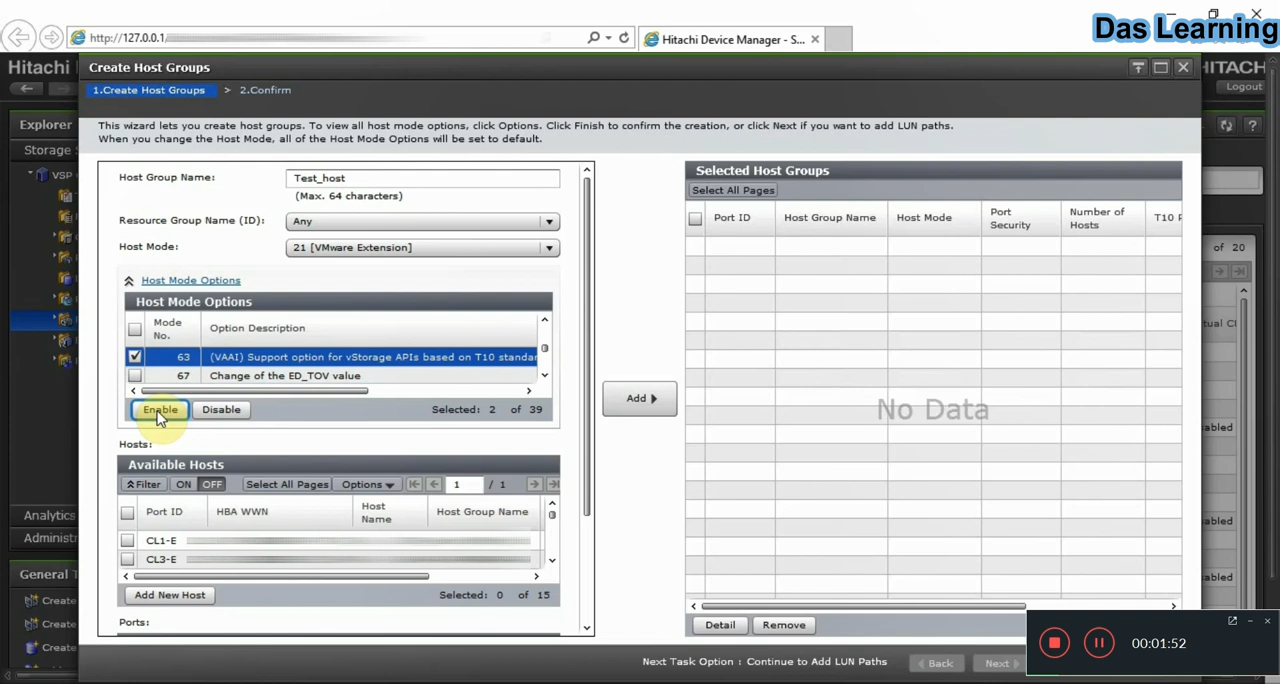 Das Learning
http://127.0.0.1/
Hitachi Device Manager - S...
Hitachi
HITACHI
Logout
Create Host Groups
1.Create Host Groups > 2.Confirm
Explorer
Storage S
VSP
This wizard lets you create host groups. To view all host mode options, click Options. Click Finish to confirm the creation, or click Next if you want to add LUN paths.
When you change the Host Mode, all of the Host Mode Options will be set to default.
Host Group Name: Test_host
(Max. 64 characters)
Resource Group Name (ID): Any
Host Mode: 21 [VMware Extension]
Host Mode Options
Host Mode Options
Mode No. Option Description
63 (VAAI) Support option for vStorage APIs based on T10 standar
67 Change of the ED_TOV value
Enable Disable Selected: 2 of 39
Hosts:
Available Hosts
Filter ON OFF Select All Pages Options 1 / 1
Port ID HBA WWN Host Name Host Group Name
CL1-E
CL3-E
Add New Host Selected: 0 of 15
Ports:
Add
Selected Host Groups
Select All Pages
Port ID Host Group Name Host Mode Port Security Number of Hosts T10 P
No Data
Detail Remove
Next Task Option : Continue to Add LUN Paths Back Next
of 20
tual Cl
abled
abled
abled
Analytics
Administr
General T
Create
Create
Create
00:01:52